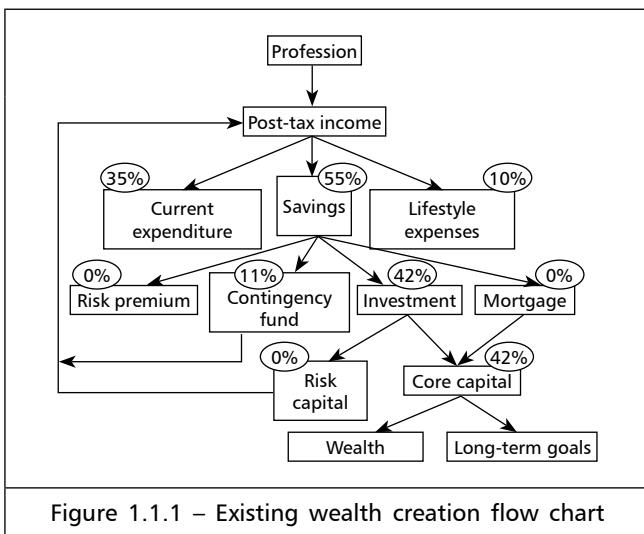 Profession
Post-tax income
35%
55%
10%
Current
expenditure
Savings
Lifestyle
expenses
0%
11%
42%
0%
Risk premium
Contingency
fund
Investment
Mortgage
0%
42%
Risk
capital
Core capital
Wealth
Long-term goals
Figure 1.1.1 – Existing wealth creation flow chart